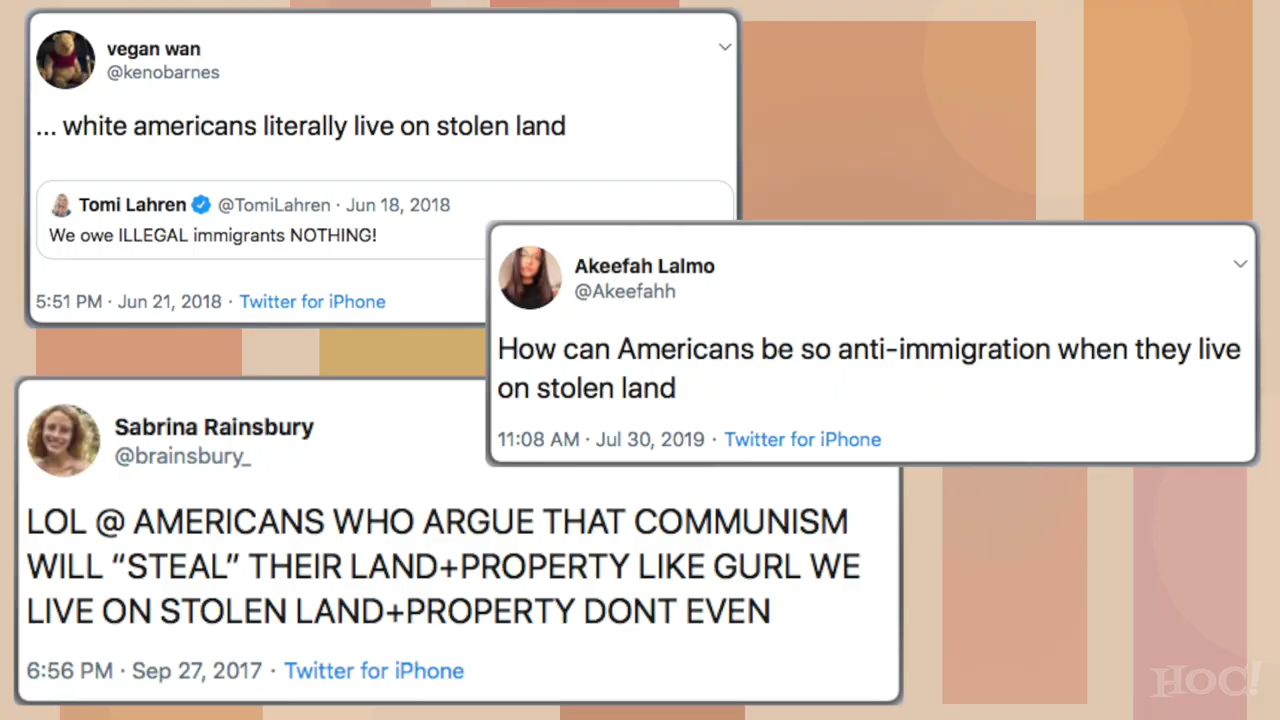 vegan wan
@kenobarnes
... white americans literally live on stolen land
Tomi Lahren @TomiLahren · Jun 18, 2018
We owe ILLEGAL immigrants NOTHING!
5:51 PM · Jun 21, 2018 · Twitter for iPhone
Akeefah Lalmo
@Akeefahh
How can Americans be so anti-immigration when they live
on stolen land
11:08 AM · Jul 30, 2019 · Twitter for iPhone
Sabrina Rainsbury
@brainsbury_
LOL @ AMERICANS WHO ARGUE THAT COMMUNISM
WILL “STEAL” THEIR LAND+PROPERTY LIKE GURL WE
LIVE ON STOLEN LAND+PROPERTY DONT EVEN
6:56 PM · Sep 27, 2017 · Twitter for iPhone
HOC!